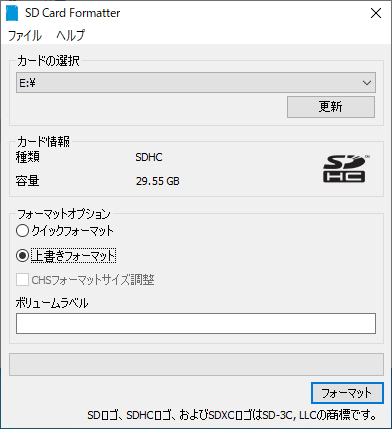 SD Card Formatter
ファイル ヘルプ
カードの選択
E:¥
更新
カード情報
種類 SDHC
容量 29.55 GB
SD
HC
™
フォーマットオプション
クイックフォーマット
上書きフォーマット
CHSフォーマットサイズ調整
ボリュームラベル
フォーマット
SDロゴ、SDHCロゴ、およびSDXCロゴはSD-3C, LLCの商標です。